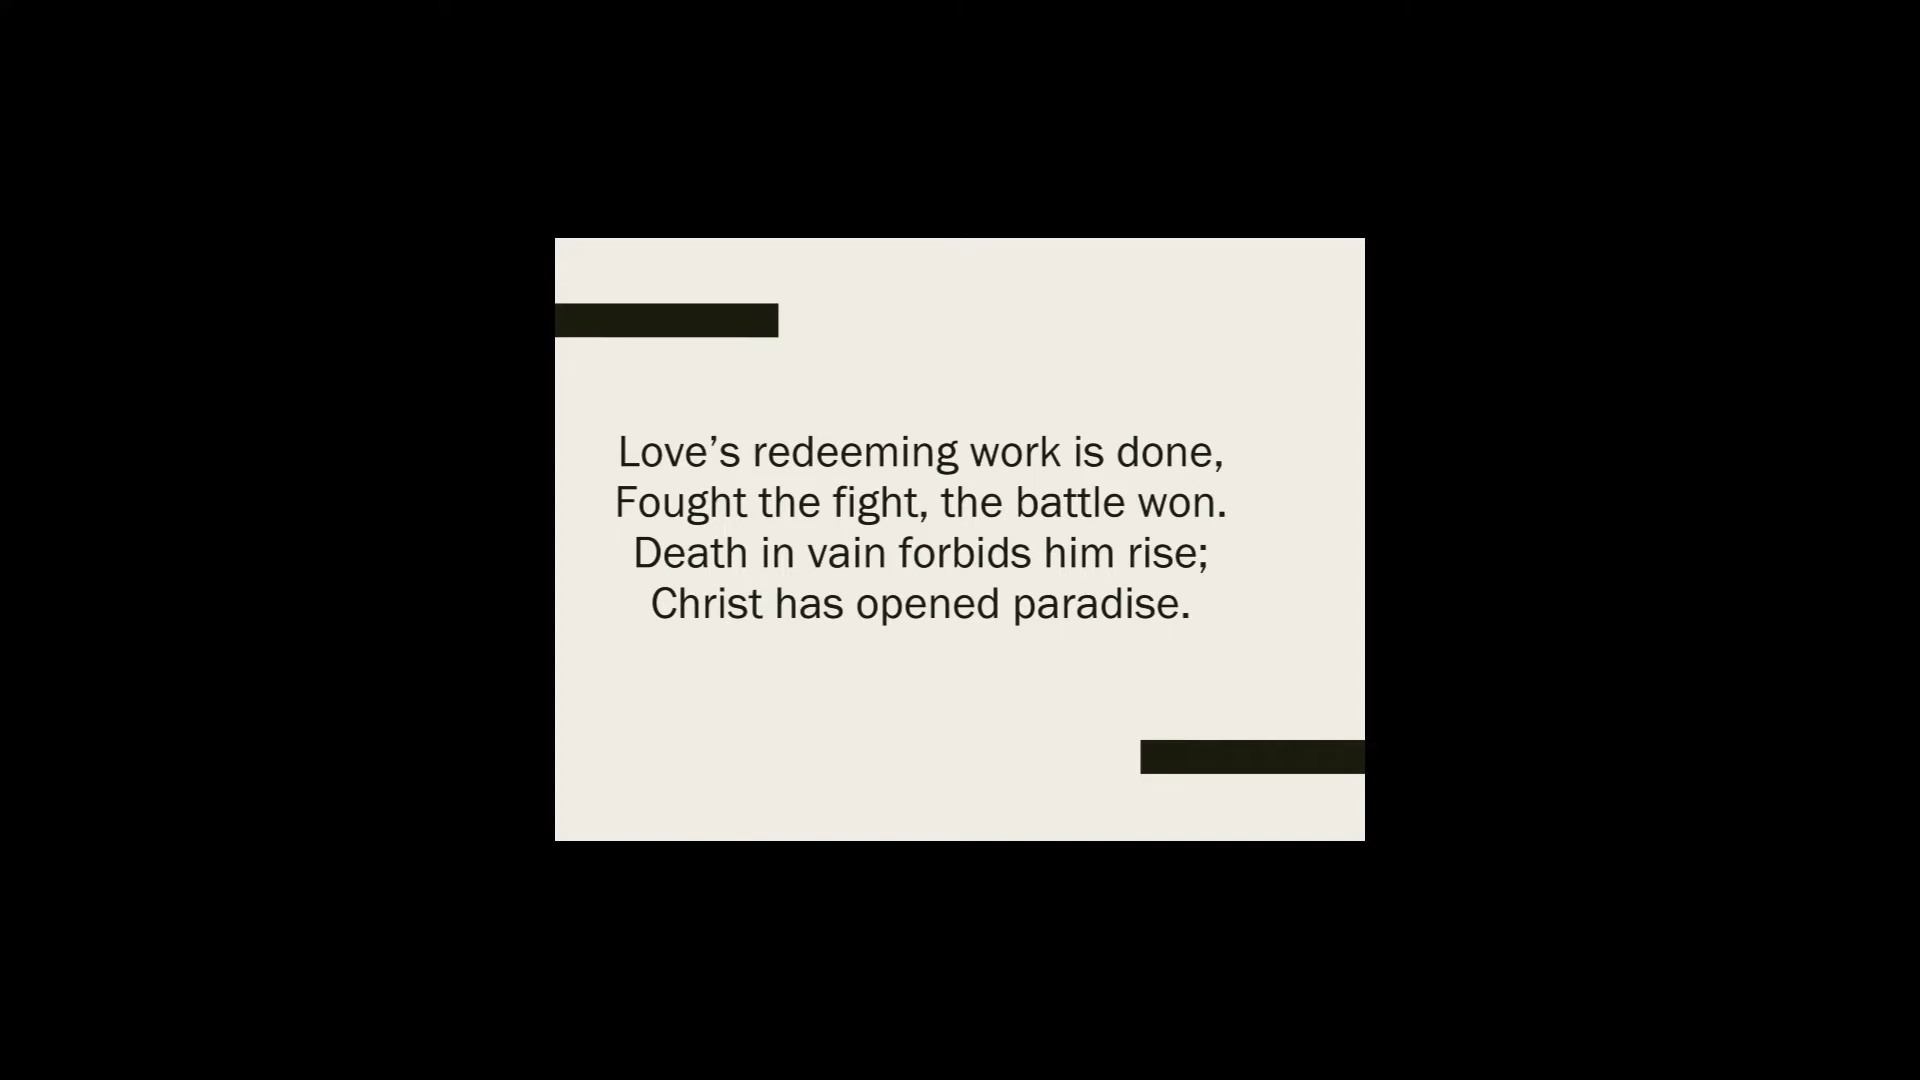 Love’s redeeming work is done,
Fought the fight, the battle won.
Death in vain forbids him rise;
Christ has opened paradise.